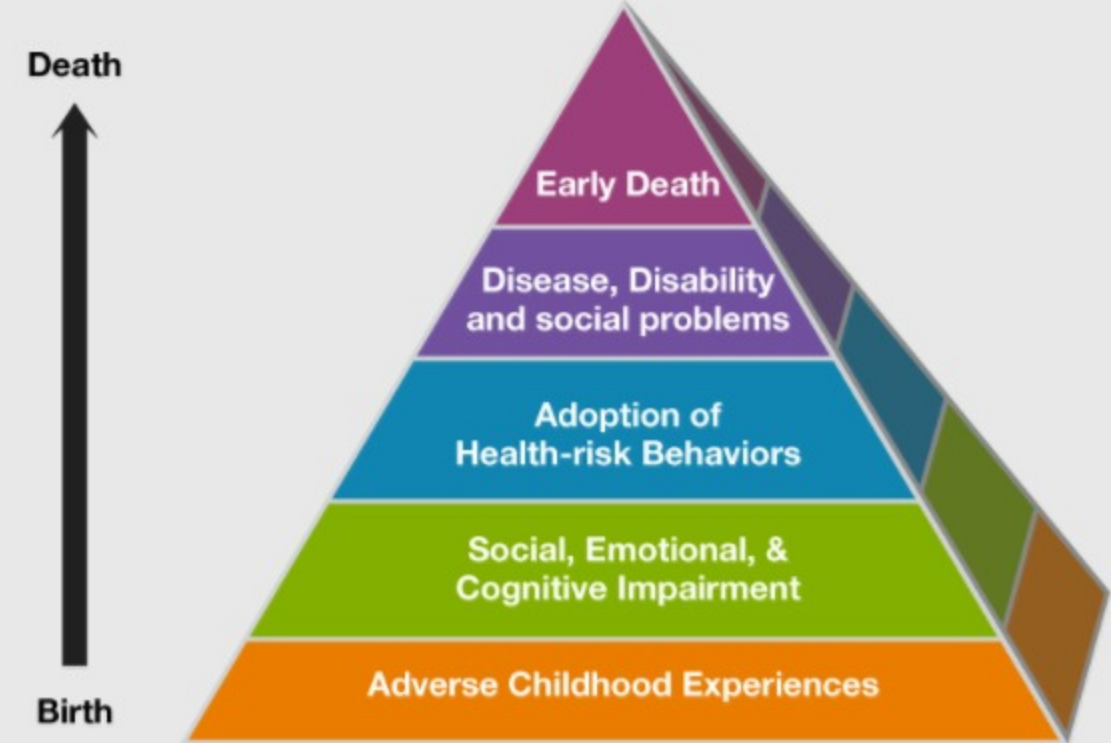 Death
Early Death
Disease, Disability
and social problems
Adoption of
Health-risk Behaviors
Social, Emotional, &
Cognitive Impairment
Adverse Childhood Experiences
Birth